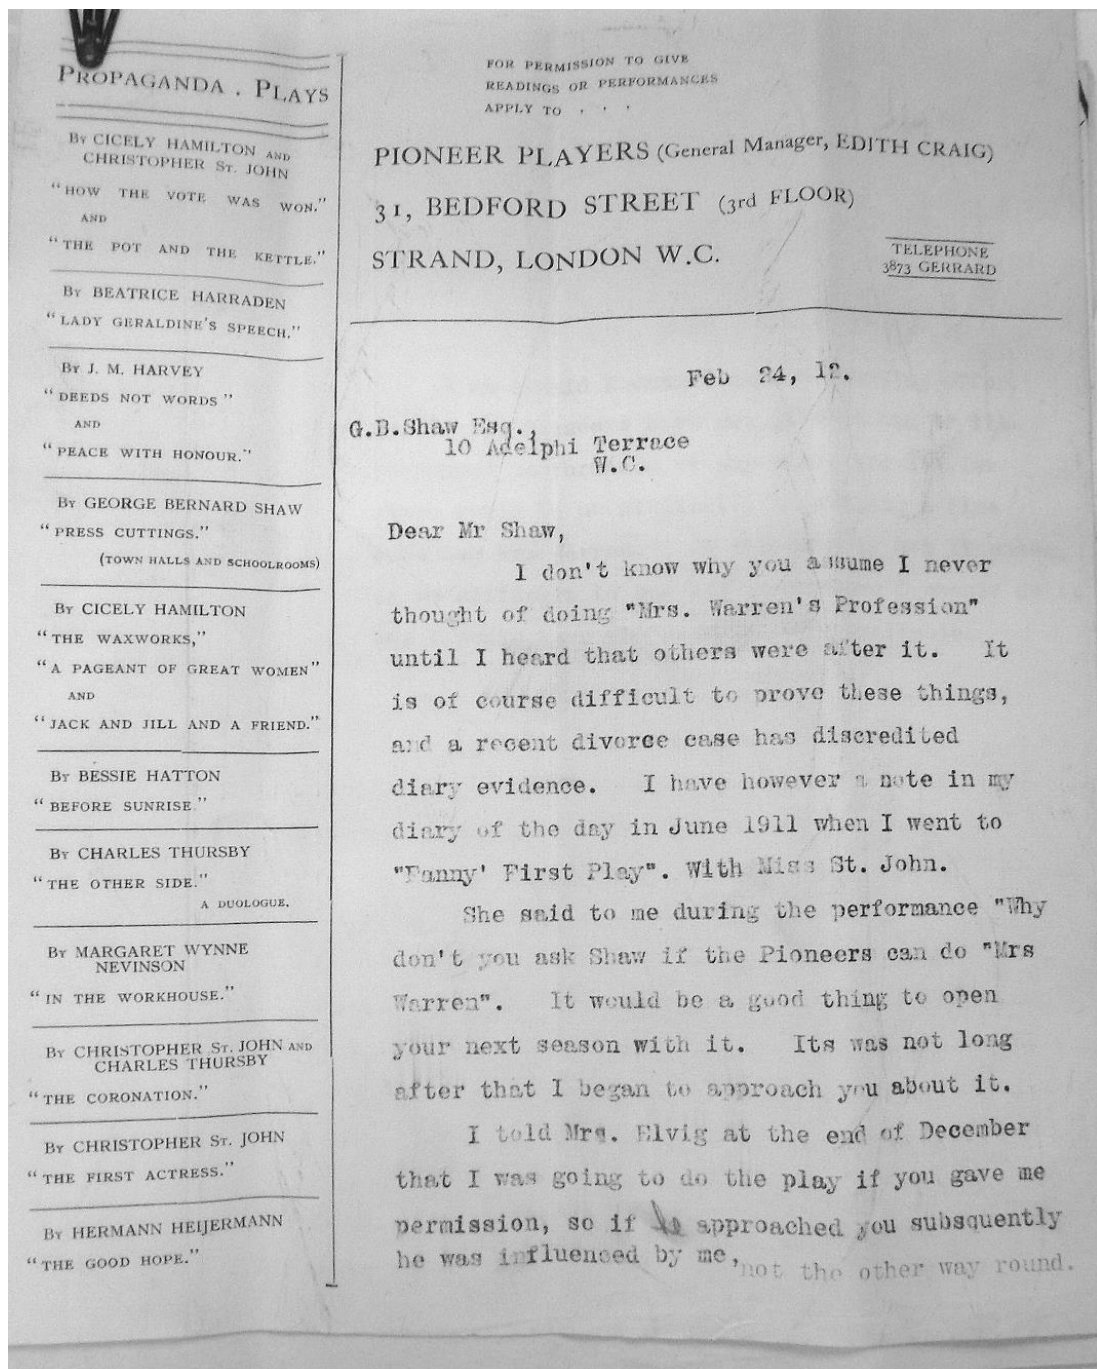 PROPAGANDA . PLAYS
BY CICELY HAMILTON AND
CHRISTOPHER ST. JOHN
"HOW THE VOTE WAS WON."
AND
"THE POT AND THE KETTLE."
BY BEATRICE HARRADEN
"LADY GERALDINE'S SPEECH."
BY J. M. HARVEY
"DEEDS NOT WORDS"
AND
"PEACE WITH HONOUR."
BY GEORGE BERNARD SHAW
"PRESS CUTTINGS."
(TOWN HALLS AND SCHOOLROOMS)
BY CICELY HAMILTON
"THE WAXWORKS,"
"A PAGEANT OF GREAT WOMEN"
AND
"JACK AND JILL AND A FRIEND."
BY BESSIE HATTON
"BEFORE SUNRISE."
BY CHARLES THURSBY
"THE OTHER SIDE."
A DUOLOGUE.
BY MARGARET WYNNE
NEVINSON
"IN THE WORKHOUSE."
BY CHRISTOPHER ST. JOHN AND
CHARLES THURSBY
"THE CORONATION."
BY CHRISTOPHER ST. JOHN
"THE FIRST ACTRESS."
BY HERMANN HEIJERMANN
"THE GOOD HOPE."
FOR PERMISSION TO GIVE
READINGS OR PERFORMANCES
APPLY TO . . .
PIONEER PLAYERS (General Manager, EDITH CRAIG)
31, BEDFORD STREET (3rd FLOOR)
STRAND, LONDON W.C.
TELEPHONE
3873 GERRARD
Feb 24, 12.
G.B.Shaw Esq.,
10 Adelphi Terrace
W.C.
Dear Mr Shaw,
I don't know why you assume I never
thought of doing "Mrs. Warren's Profession"
until I heard that others were after it. It
is of course difficult to prove these things,
and a recent divorce case has discredited
diary evidence. I have however a note in my
diary of the day in June 1911 when I went to
"Fanny' First Play". With Miss St. John.
She said to me during the performance "Why
don't you ask Shaw if the Pioneers can do "Mrs
Warren". It would be a good thing to open
your next season with it. Its was not long
after that I began to approach you about it.
I told Mrs. Elvig at the end of December
that I was going to do the play if you gave me
permission, so if approached you subsquently
he was influenced by me, not the other way round.